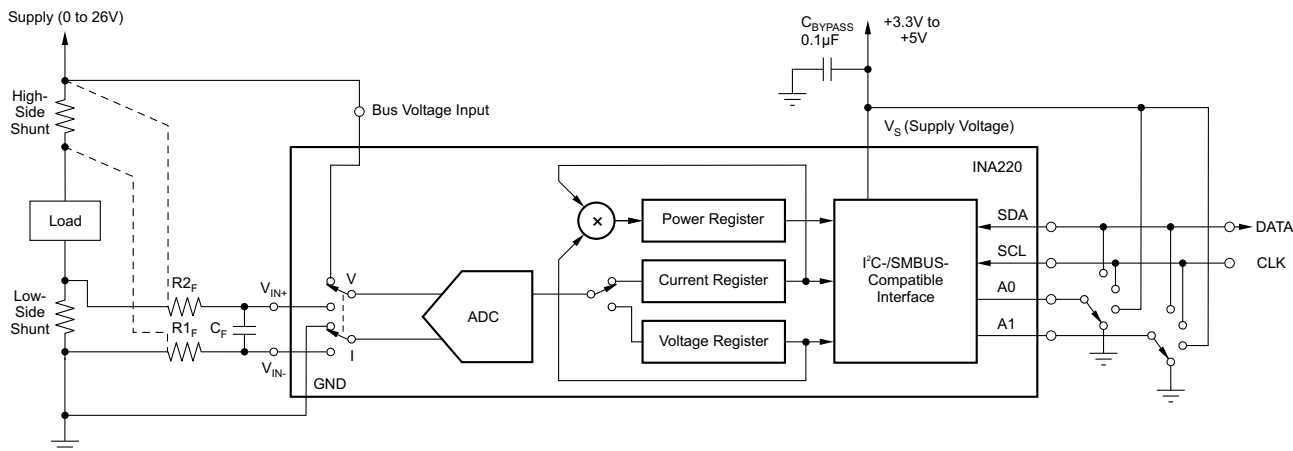 Supply (0 to 26V)
High-
Side
Shunt
Load
Low-
Side
Shunt
R2F
R1F
CF
VIN+
VIN-
Bus Voltage Input
CBYPASS
0.1µF
+3.3V to
+5V
VS (Supply Voltage)
INA220
V
I
GND
ADC
×
Power Register
Current Register
Voltage Register
I²C-/SMBUS-
Compatible
Interface
SDA
SCL
A0
A1
DATA
CLK